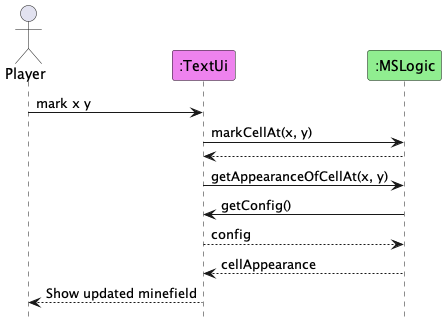 Player
:TextUi
:MSLogic
mark x y
markCellAt(x, y)
getAppearanceOfCellAt(x, y)
getConfig()
config
cellAppearance
Show updated minefield